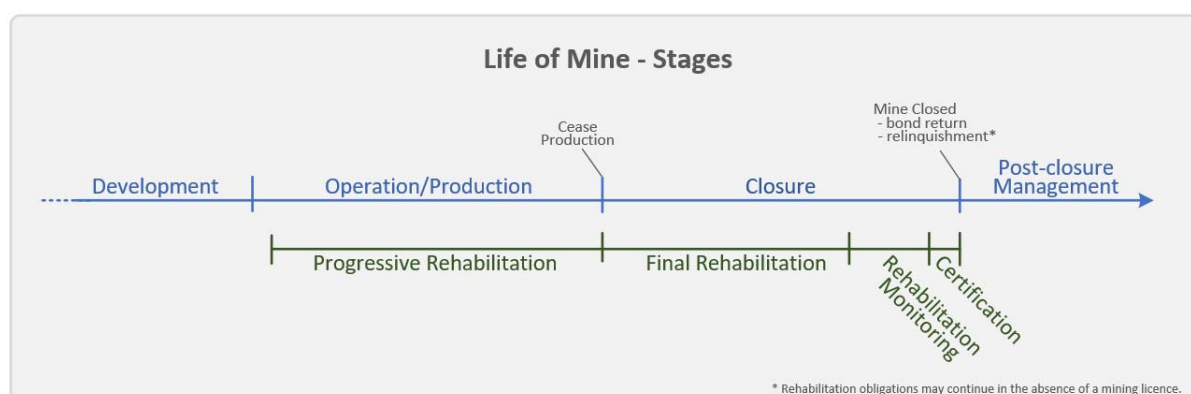 Life of Mine - Stages
Cease
Production
Mine Closed
- bond return
- relinquishment*
Development
Operation/Production
Closure
Post-closure
Management
Progressive Rehabilitation
Final Rehabilitation
Rehabilitation
Monitoring
Certification
* Rehabilitation obligations may continue in the absence of a mining licence.